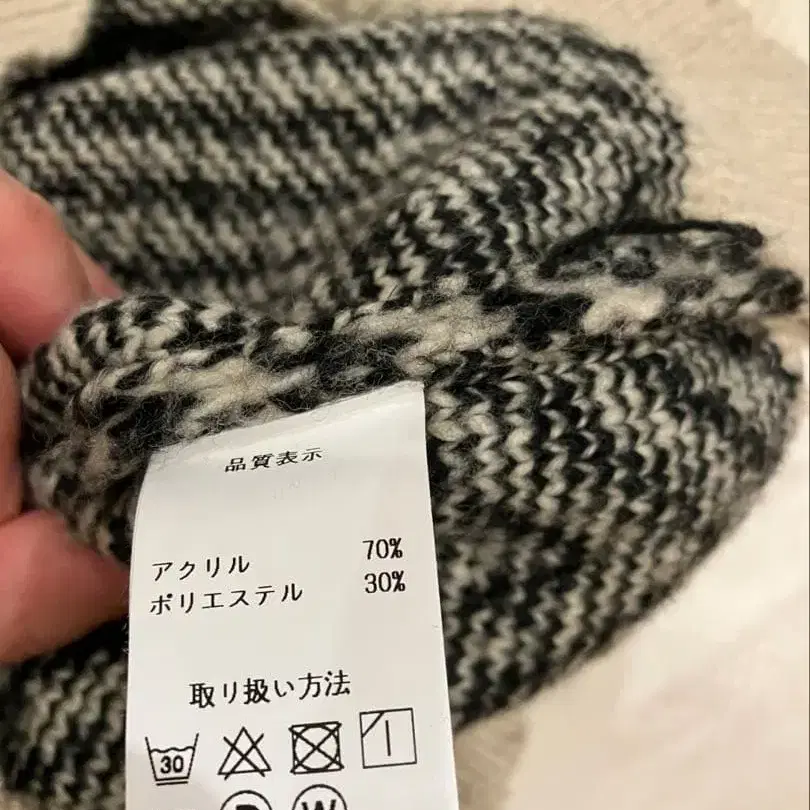 品質表示
アクリル 70%
ポリエステル 30%
取り扱い方法
30
P W